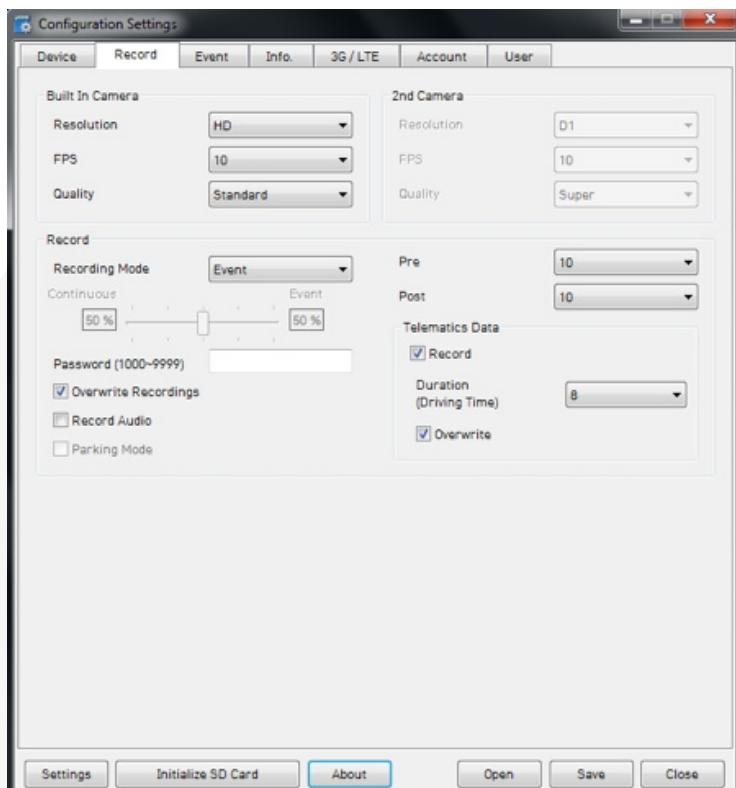 Configuration Settings
Device Record Event Info. 3G / LTE Account User
Built In Camera
Resolution HD
FPS 10
Quality Standard
2nd Camera
Resolution D1
FPS 10
Quality Super
Record
Recording Mode Event
Continuous Event
50 % 50 %
Password (1000~9999)
Overwrite Recordings
Record Audio
Parking Mode
Pre 10
Post 10
Telematics Data
Record
Duration
(Driving Time) 8
Overwrite
Settings Initialize SD Card About Open Save Close